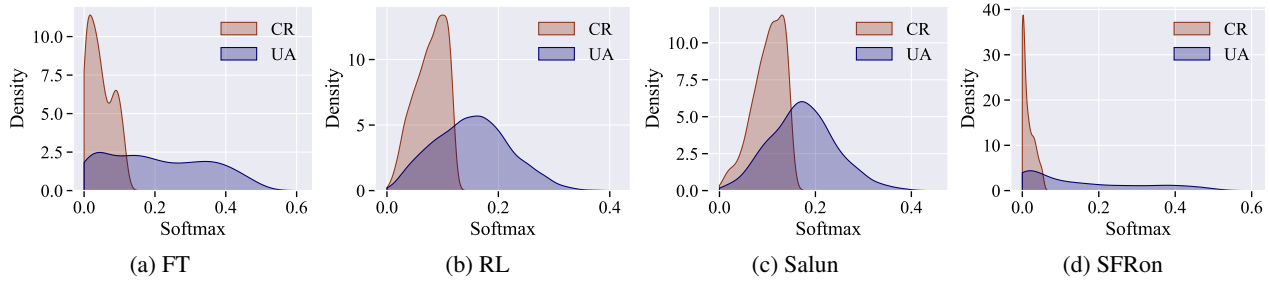 Density
10.0
7.5
5.0
2.5
0.0
0.0 0.2 0.4 0.6
Softmax
CR
UA
(a) FT
Density
10
5
0
0.0 0.2 0.4
Softmax
CR
UA
(b) RL
Density
10.0
7.5
5.0
2.5
0.0
0.0 0.2 0.4
Softmax
CR
UA
(c) Salun
Density
40
30
20
10
0
0.0 0.2 0.4 0.6
Softmax
CR
UA
(d) SFRon